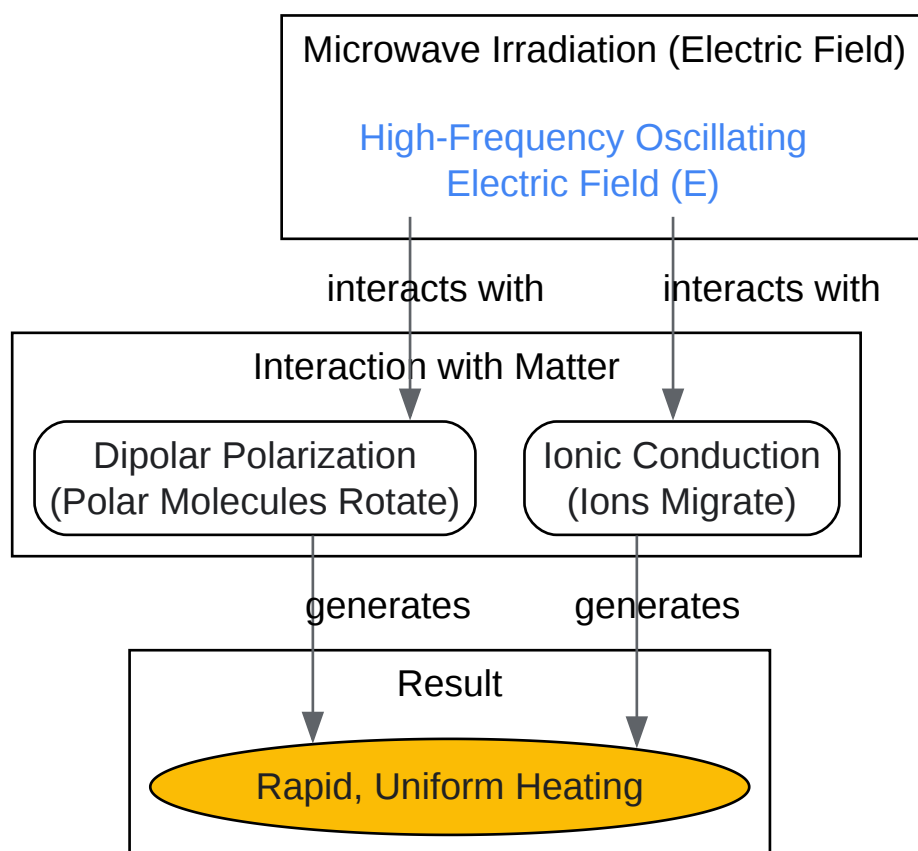 Microwave Irradiation (Electric Field)
High-Frequency Oscillating
Electric Field (E)
interacts with
interacts with
Interaction with Matter
Dipolar Polarization
(Polar Molecules Rotate)
Ionic Conduction
(Ions Migrate)
generates
generates
Result
Rapid, Uniform Heating